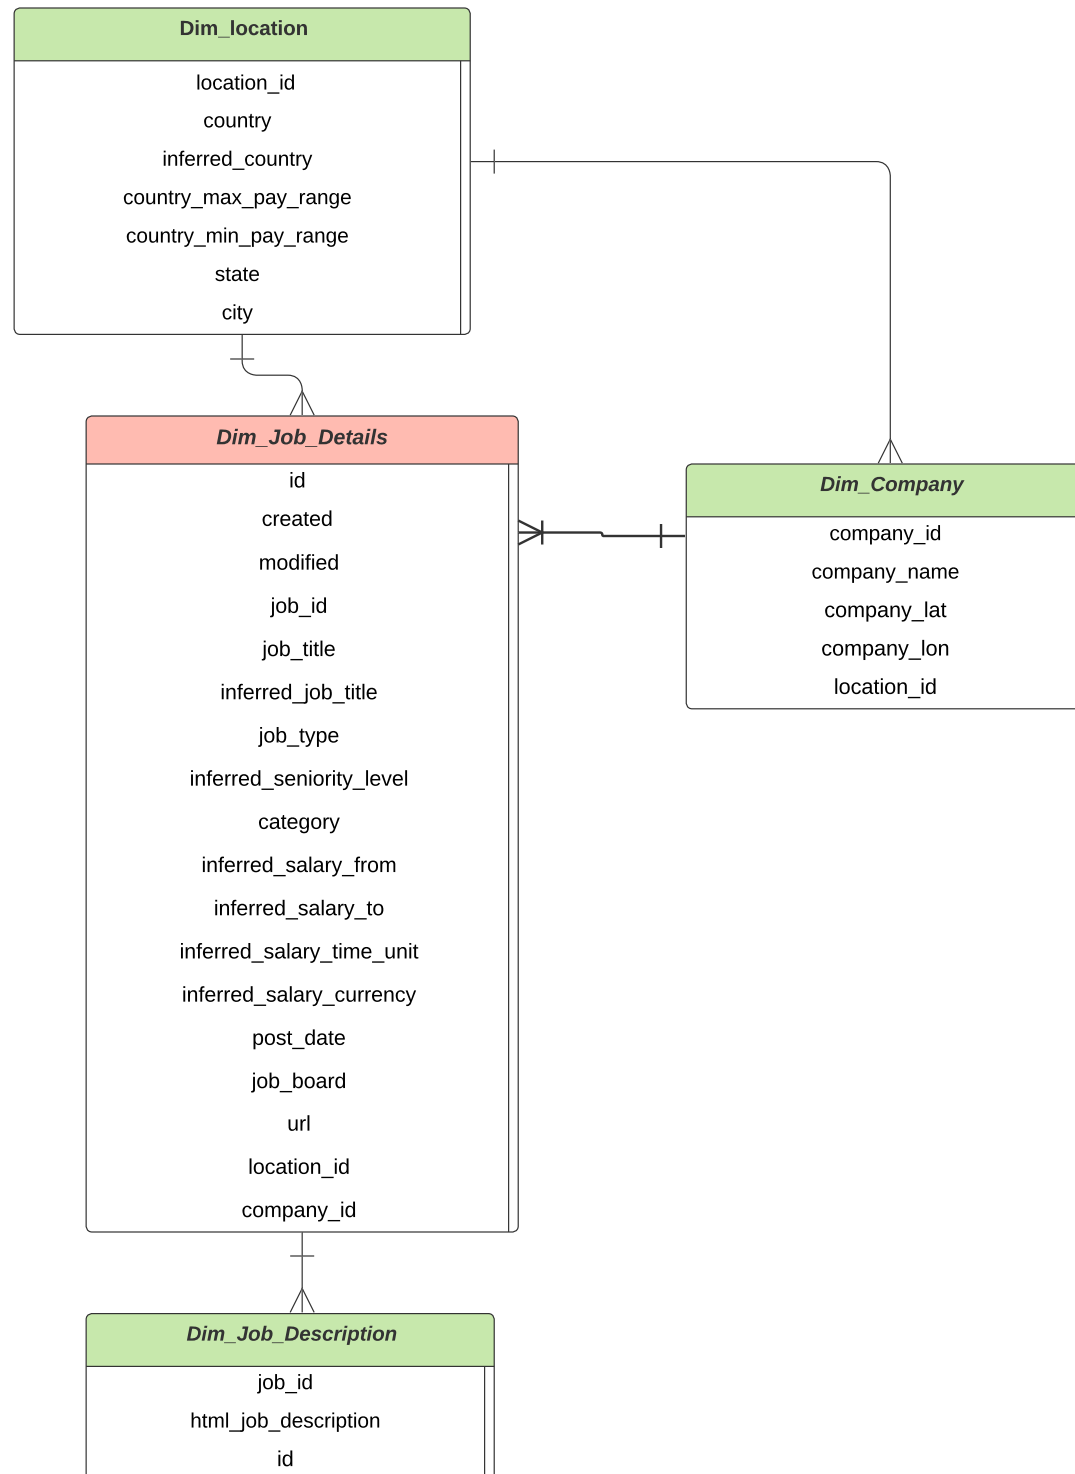 Dim_location
location_id
country
inferred_country
country_max_pay_range
country_min_pay_range
state
city
Dim_Job_Details
id
created
modified
job_id
job_title
inferred_job_title
job_type
inferred_seniority_level
category
inferred_salary_from
inferred_salary_to
inferred_salary_time_unit
inferred_salary_currency
post_date
job_board
url
location_id
company_id
Dim_Company
company_id
company_name
company_lat
company_lon
location_id
Dim_Job_Description
job_id
html_job_description
id